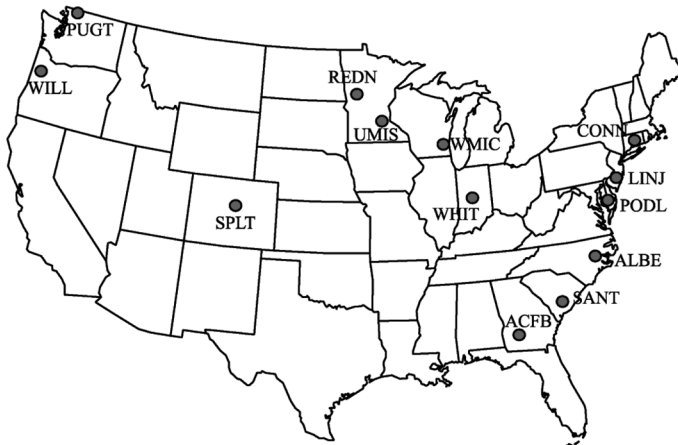 PUGT
WILL
REDN
UMIS
WMIC
CONN
LINJ
WHIT
PODL
SPLT
ALBE
SANT
ACFB